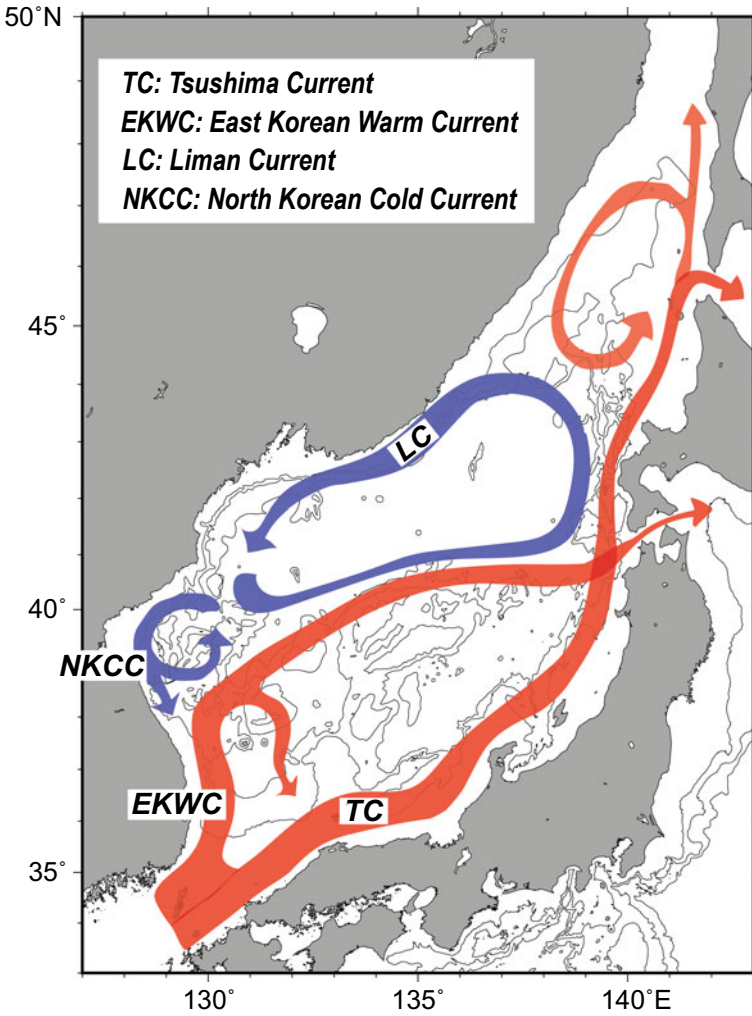 50˚N
TC: Tsushima Current
EKWC: East Korean Warm Current
LC: Liman Current
NKCC: North Korean Cold Current
45˚
LC
40˚
NKCC
EKWC
TC
35˚
130˚
135˚
140˚E